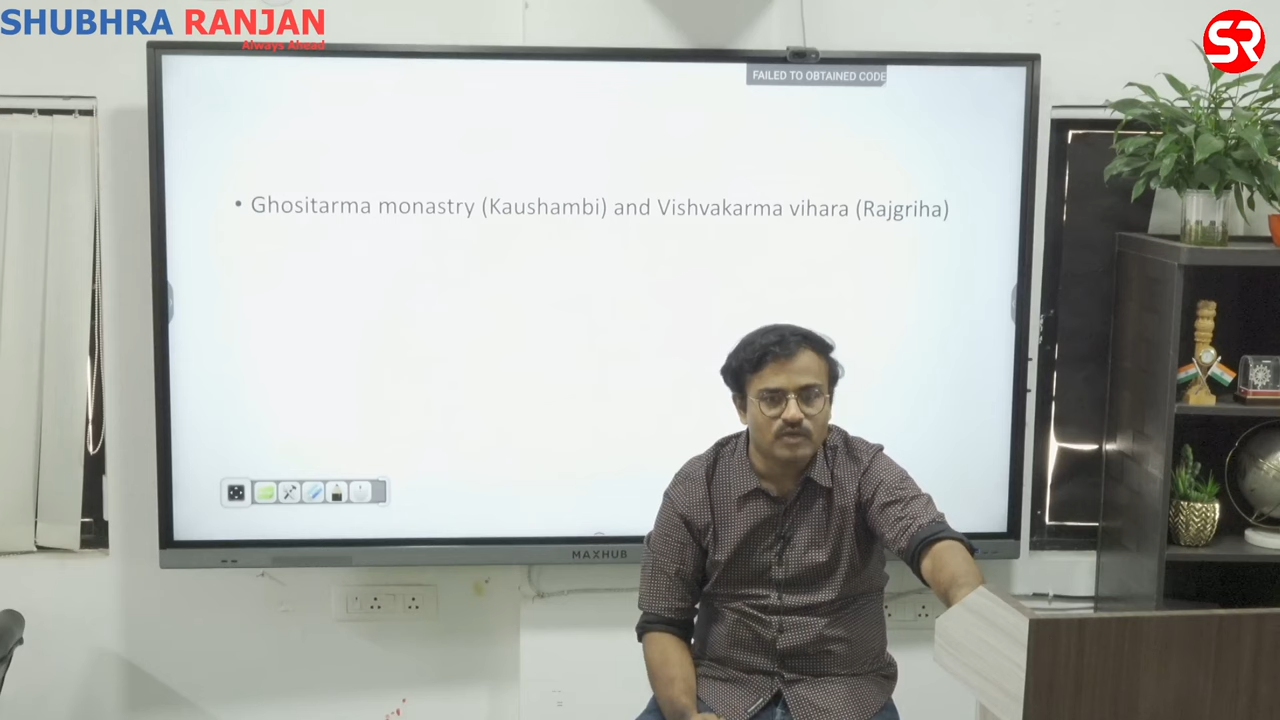 SHUBHRA RANJAN
Always Ahead
SR
FAILED TO OBTAINED CODE
• Ghositarma monastry (Kaushambi) and Vishvakarma vihara (Rajgriha)
MAXHUB